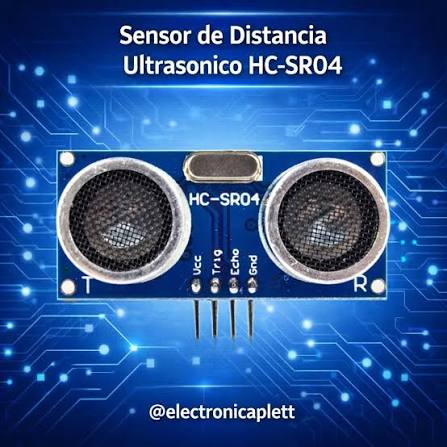 Sensor de Distancia
Ultrasonico HC-SR04
HC-SR04
Vcc
Trig
Echo
Gnd
T
R
@electronicaplett